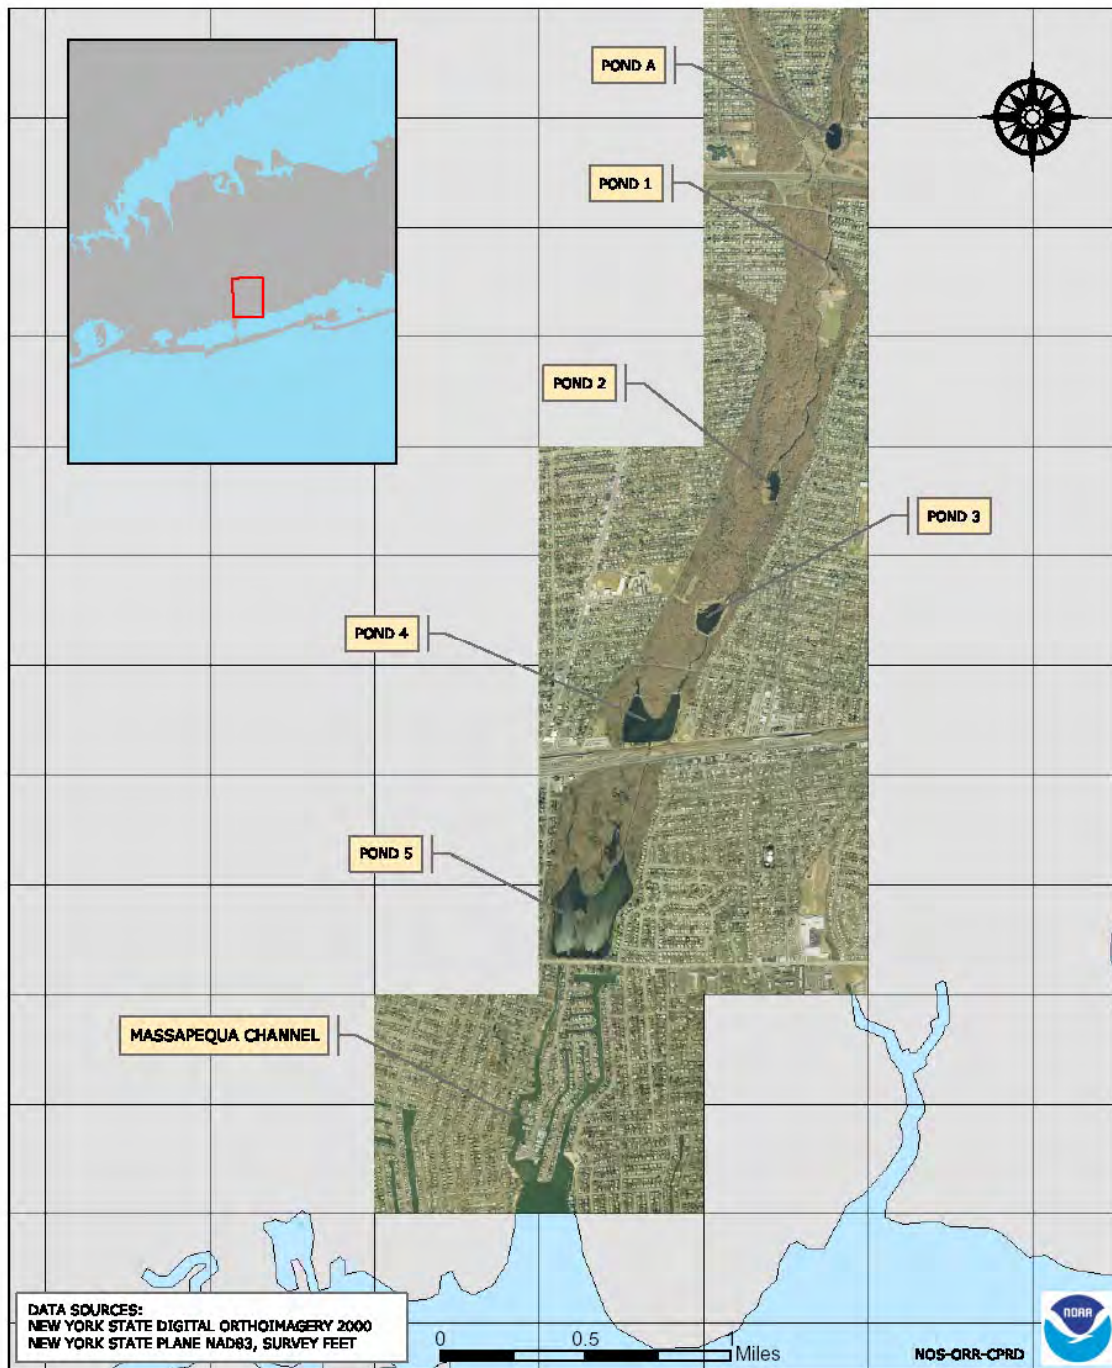 POND A
POND 1
POND 2
POND 3
POND 4
POND 5
MASSAPEQUA CHANNEL
DATA SOURCES:
NEW YORK STATE DIGITAL ORTHOIMAGERY 2000
NEW YORK STATE PLANE NAD83, SURVEY FEET
0 0.5 1 Miles
NOAA
NOS-ORR-CPRD